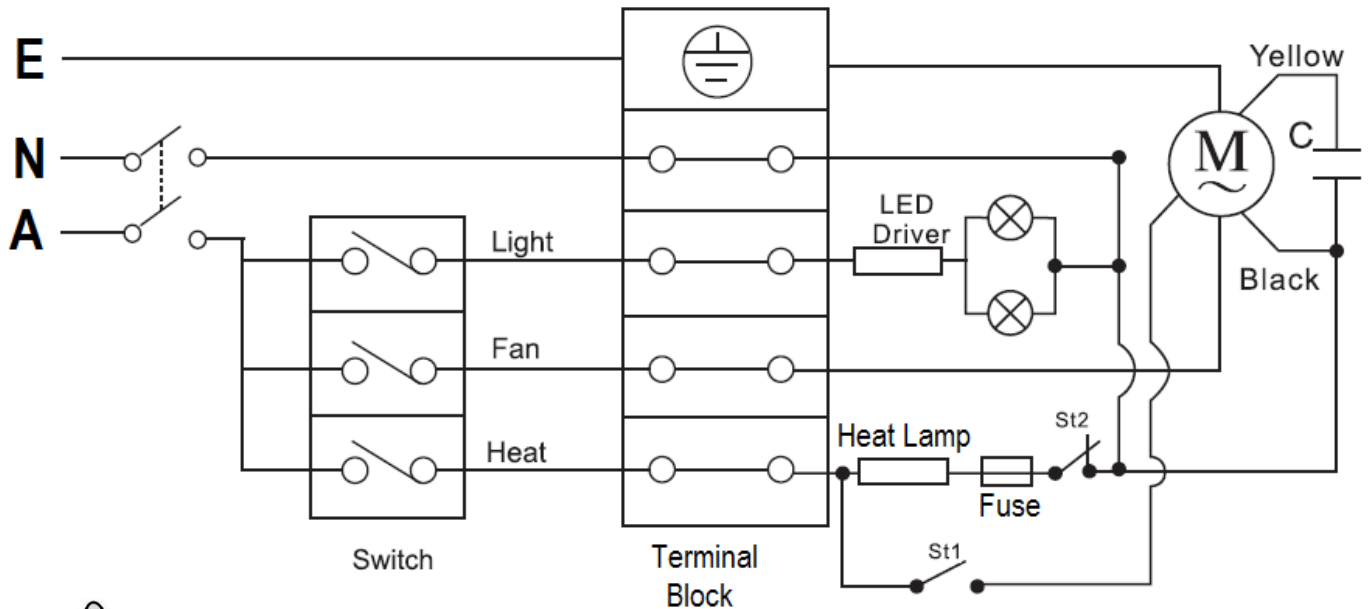 E
Yellow
N
C
M
A
LED
Driver
Light
Black
Fan
St2
Heat Lamp
Heat
Fuse
St1
Switch
Terminal
Block